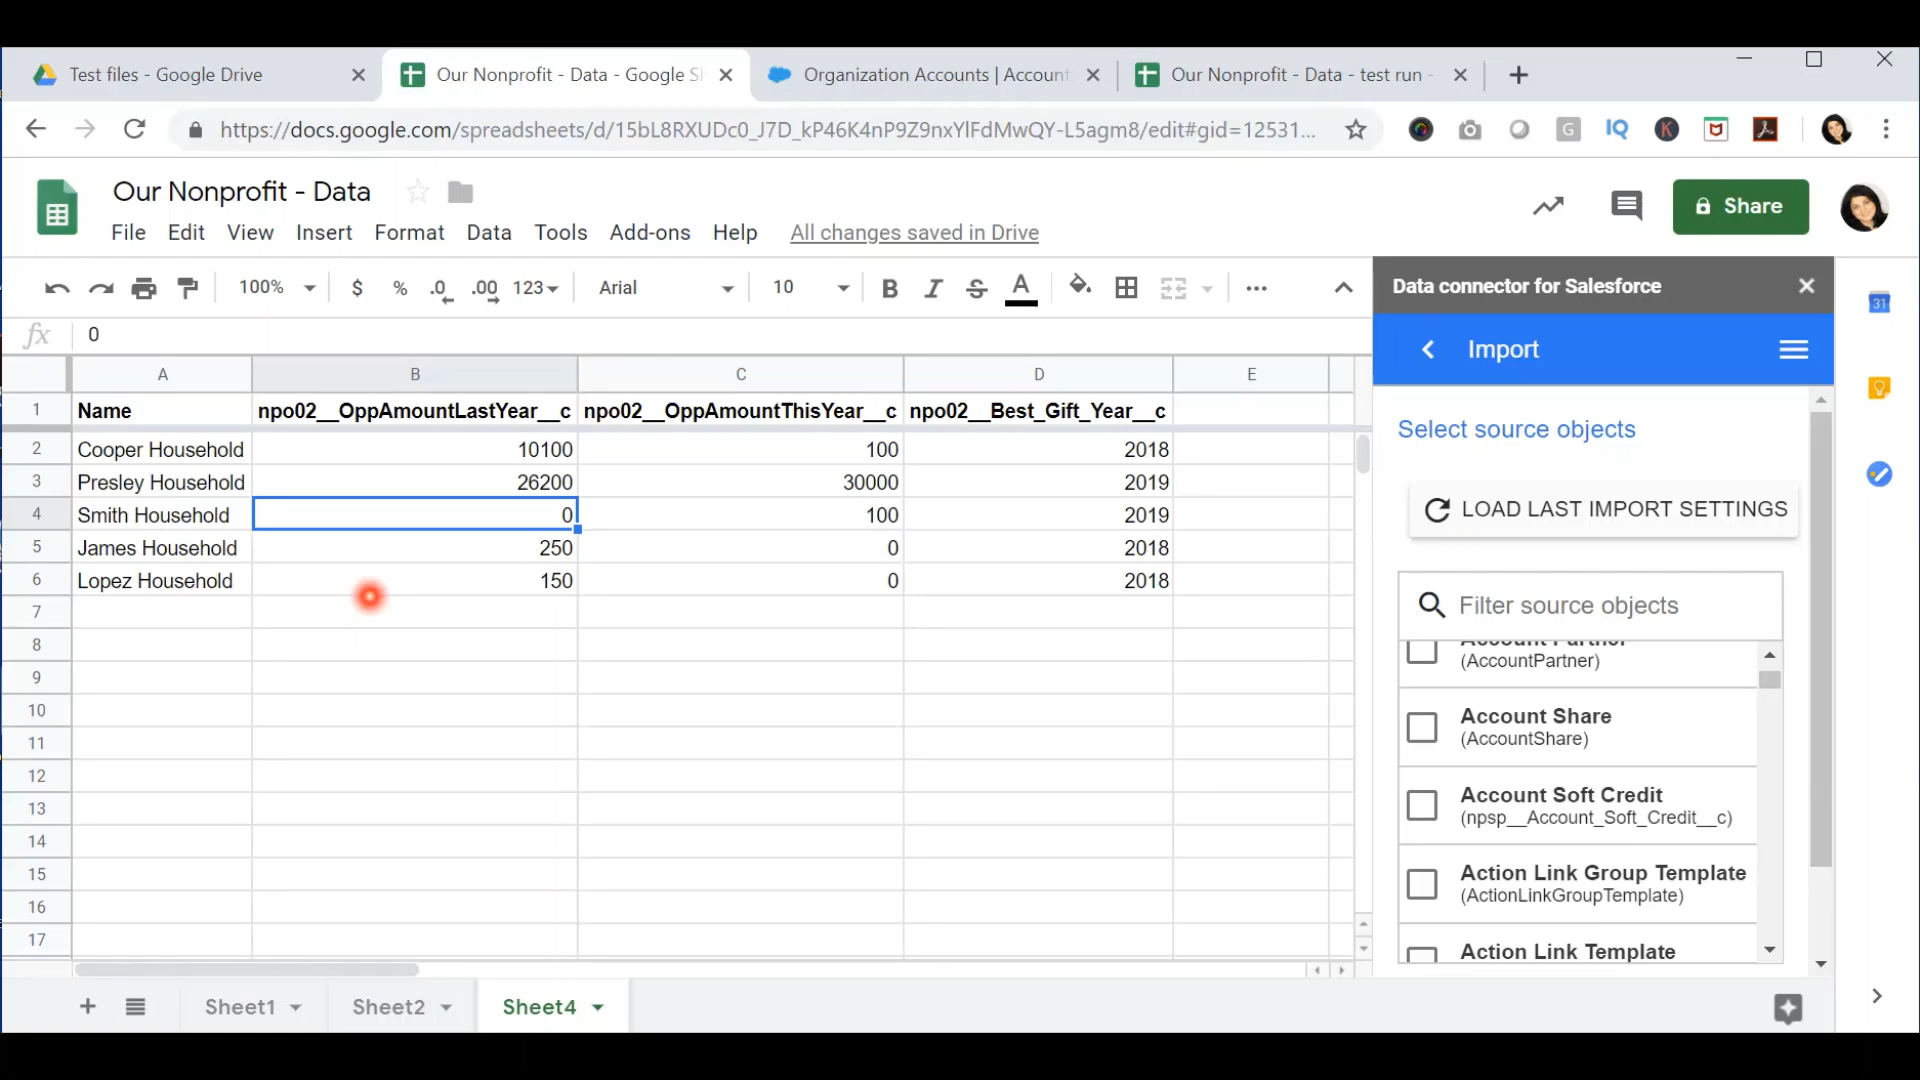 Test files - Google Drive
Our Nonprofit - Data - Google S
Organization Accounts | Account
Our Nonprofit - Data - test run -
https://docs.google.com/spreadsheets/d/15bL8RXUDc0_J7D_kP46K4nP9Z9nxYlFdMwQY-L5agm8/edit#gid=12531...
G
IQ
K
Our Nonprofit - Data
Share
File Edit View Insert Format Data Tools Add-ons Help All changes saved in Drive
100% $ % .0 .00 123 Arial 10 B I S A ...
Data connector for Salesforce
31
fx 0
Import
A B C D E
1 Name npo02__OppAmountLastYear__c npo02__OppAmountThisYear__c npo02__Best_Gift_Year__c
2 Cooper Household 10100 100 2018
3 Presley Household 26200 30000 2019
4 Smith Household 0 100 2019
5 James Household 250 0 2018
6 Lopez Household 150 0 2018
7
8
9
10
11
12
13
14
15
16
17
Select source objects
LOAD LAST IMPORT SETTINGS
Filter source objects
Account Partner
(AccountPartner)
Account Share
(AccountShare)
Account Soft Credit
(npsp__Account_Soft_Credit__c)
Action Link Group Template
(ActionLinkGroupTemplate)
Action Link Template
Sheet1 Sheet2 Sheet4